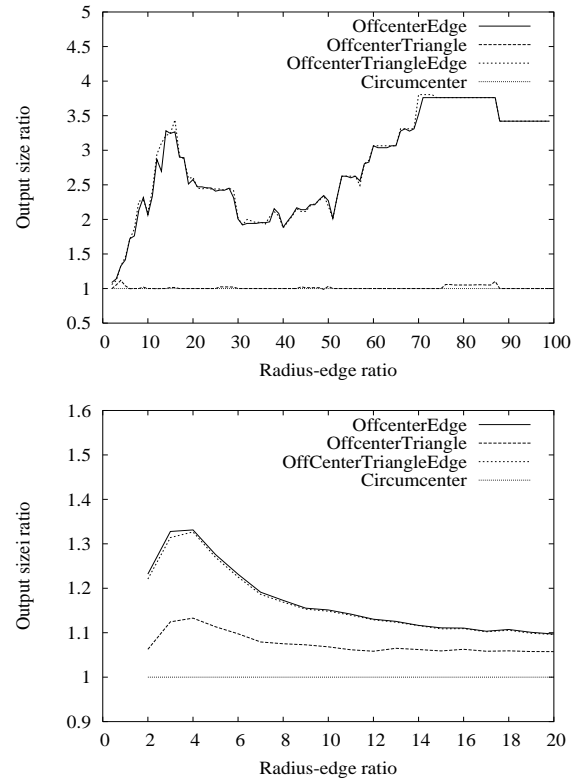 5
4.5
4
3.5
3
2.5
2
1.5
1
0.5
Output size ratio
OffcenterEdge
OffcenterTriangle
OffcenterTriangleEdge
Circumcenter
0 10 20 30 40 50 60 70 80 90 100
Radius-edge ratio
1.6
1.5
1.4
1.3
1.2
1.1
1
0.9
Output sizei ratio
OffcenterEdge
OffcenterTriangle
OffCenterTriangleEdge
Circumcenter
0 2 4 6 8 10 12 14 16 18 20
Radius-edge ratio